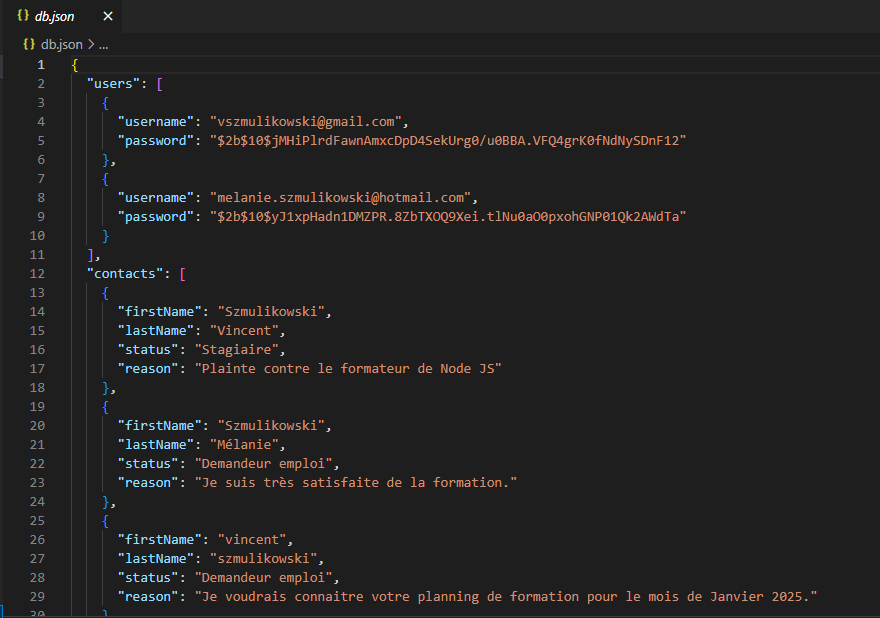 {} db.json ×
{} db.json > ...
1 {
2 "users": [
3 {
4 "username": "vszmulikowski@gmail.com",
5 "password": "$2b$10$jMHiPlrdFawnAmxcDpD4SekUrg0/u0BBA.VFQ4grK0fNdNySDnF12"
6 },
7 {
8 "username": "melanie.szmulikowski@hotmail.com",
9 "password": "$2b$10$yJ1xpHadn1DMZPR.8ZbTXOQ9Xei.tlNu0aO0pxohGNP01Qk2AWdTa"
10 }
11 ],
12 "contacts": [
13 {
14 "firstName": "Szmulikowski",
15 "lastName": "Vincent",
16 "status": "Stagiaire",
17 "reason": "Plainte contre le formateur de Node JS"
18 },
19 {
20 "firstName": "Szmulikowski",
21 "lastName": "Mélanie",
22 "status": "Demandeur emploi",
23 "reason": "Je suis très satisfaite de la formation."
24 },
25 {
26 "firstName": "vincent",
27 "lastName": "szmulikowski",
28 "status": "Demandeur emploi",
29 "reason": "Je voudrais connaitre votre planning de formation pour le mois de Janvier 2025."
30 }